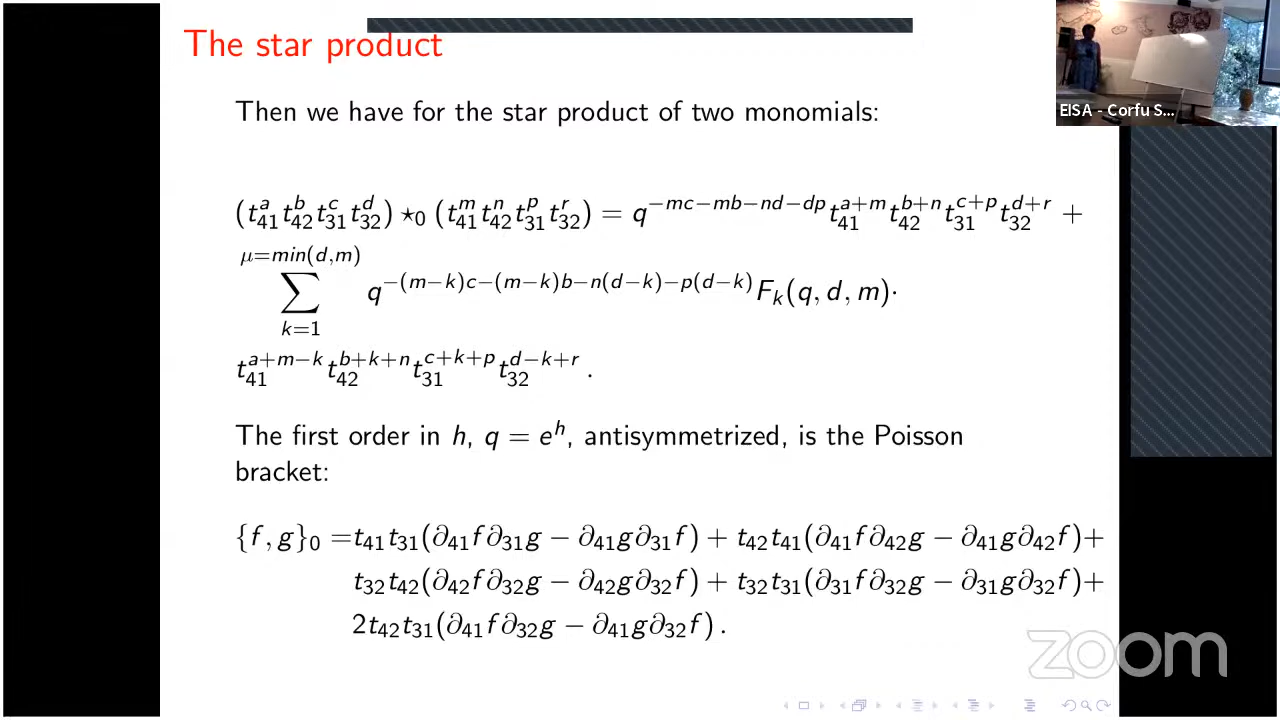 The star product
EISA - Corfu S...
Then we have for the star product of two monomials:
(t_{41}^a t_{42}^b t_{31}^c t_{32}^d) ⋆_0 (t_{41}^m t_{42}^n t_{31}^p t_{32}^r) = q^{-mc-mb-nd-dp} t_{41}^{a+m} t_{42}^{b+n} t_{31}^{c+p} t_{32}^{d+r} +
∑_{k=1}^{μ=min(d,m)} q^{-(m-k)c-(m-k)b-n(d-k)-p(d-k)} F_k(q, d, m)·
t_{41}^{a+m-k} t_{42}^{b+k+n} t_{31}^{c+k+p} t_{32}^{d-k+r} .
The first order in h, q = e^h, antisymmetrized, is the Poisson
bracket:
{f, g}_0 = t_{41}t_{31}(∂_{41}f∂_{31}g − ∂_{41}g∂_{31}f) + t_{42}t_{41}(∂_{41}f∂_{42}g − ∂_{41}g∂_{42}f)+
t_{32}t_{42}(∂_{42}f∂_{32}g − ∂_{42}g∂_{32}f) + t_{32}t_{31}(∂_{31}f∂_{32}g − ∂_{31}g∂_{32}f)+
2t_{42}t_{31}(∂_{41}f∂_{32}g − ∂_{41}g∂_{32}f) .
zoom